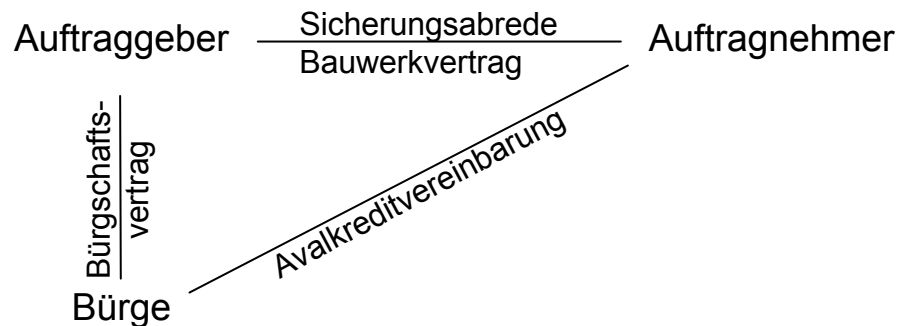 Auftraggeber
Sicherungsabrede
Bauwerkvertrag
Auftragnehmer
Bürgschafts-
vertrag
Avalkreditvereinbarung
Bürge